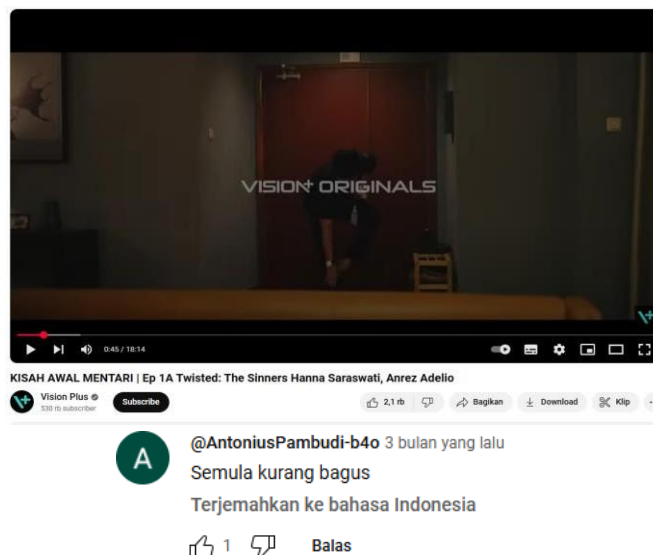 VISION+ ORIGINALS
0:45 / 18:14
KISAH AWAL MENTARI | Ep 1A Twisted: The Sinners Hanna Saraswati, Anrez Adelio
Vision Plus
530 rb subscriber
Subscribe
2,1 rb
Bagikan
Download
Klip
A
@AntoniusPambudi-b4o 3 bulan yang lalu
Semula kurang bagus
Terjemahkan ke bahasa Indonesia
1
Balas